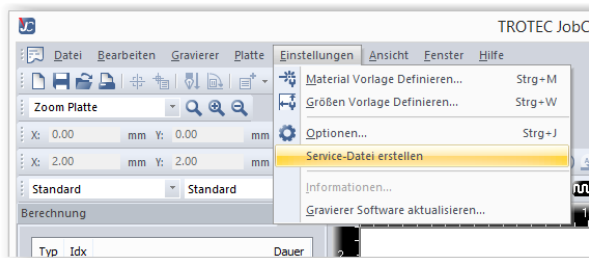 JC TROTEC JobC
Datei Bearbeiten Gravierer Platte Einstellungen Ansicht Fenster Hilfe
Material Vorlage Definieren... Strg+M
Zoom Platte Größen Vorlage Definieren... Strg+W
X: 0.00 mm Y: 0.00 mm Optionen... Strg+J
X: 2.00 mm Y: 2.00 mm Service-Datei erstellen
Standard Standard Informationen...
Berechnung Gravierer Software aktualisieren...
Typ Idx Dauer 2